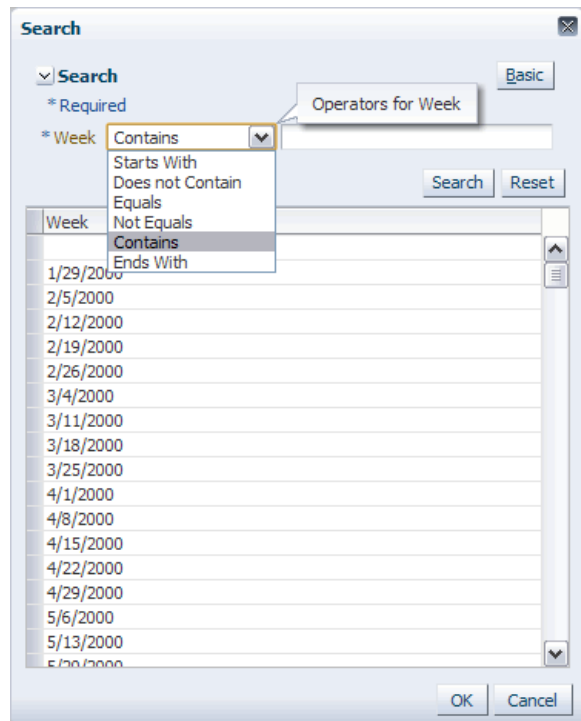 Search
Search
Basic
* Required
Operators for Week
* Week Contains
Starts With
Does not Contain
Equals
Not Equals
Contains
Ends With
Search Reset
Week
1/29/2000
2/5/2000
2/12/2000
2/19/2000
2/26/2000
3/4/2000
3/11/2000
3/18/2000
3/25/2000
4/1/2000
4/8/2000
4/15/2000
4/22/2000
4/29/2000
5/6/2000
5/13/2000
5/20/2000
OK Cancel